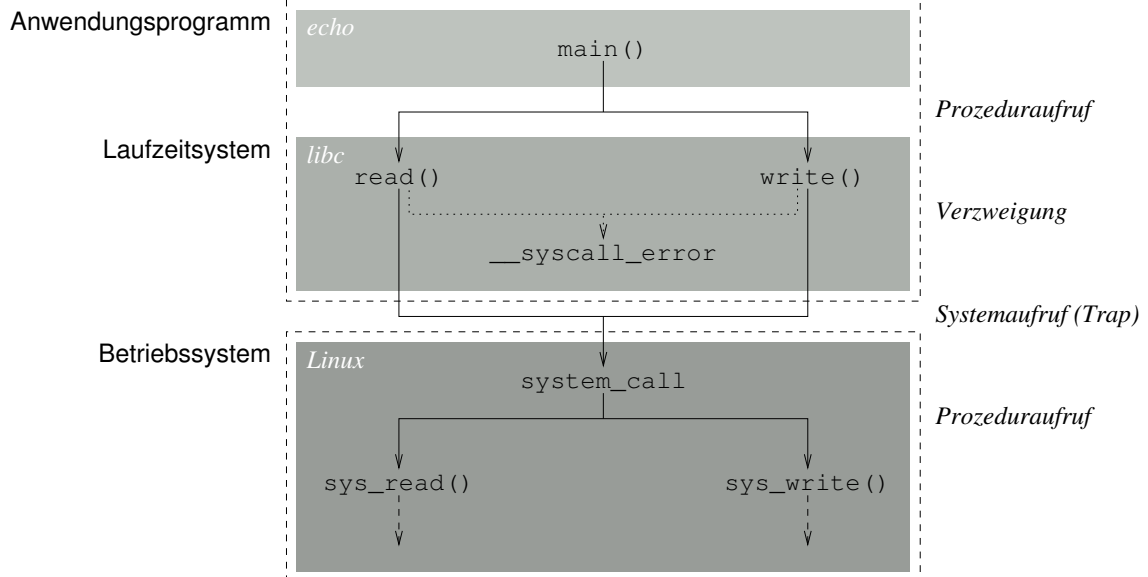 Anwendungsprogramm
echo
main()
Prozeduraufruf
Laufzeitsystem
libc
read()
write()
Verzweigung
__syscall_error
Systemaufruf (Trap)
Betriebssystem
Linux
system_call
Prozeduraufruf
sys_read()
sys_write()